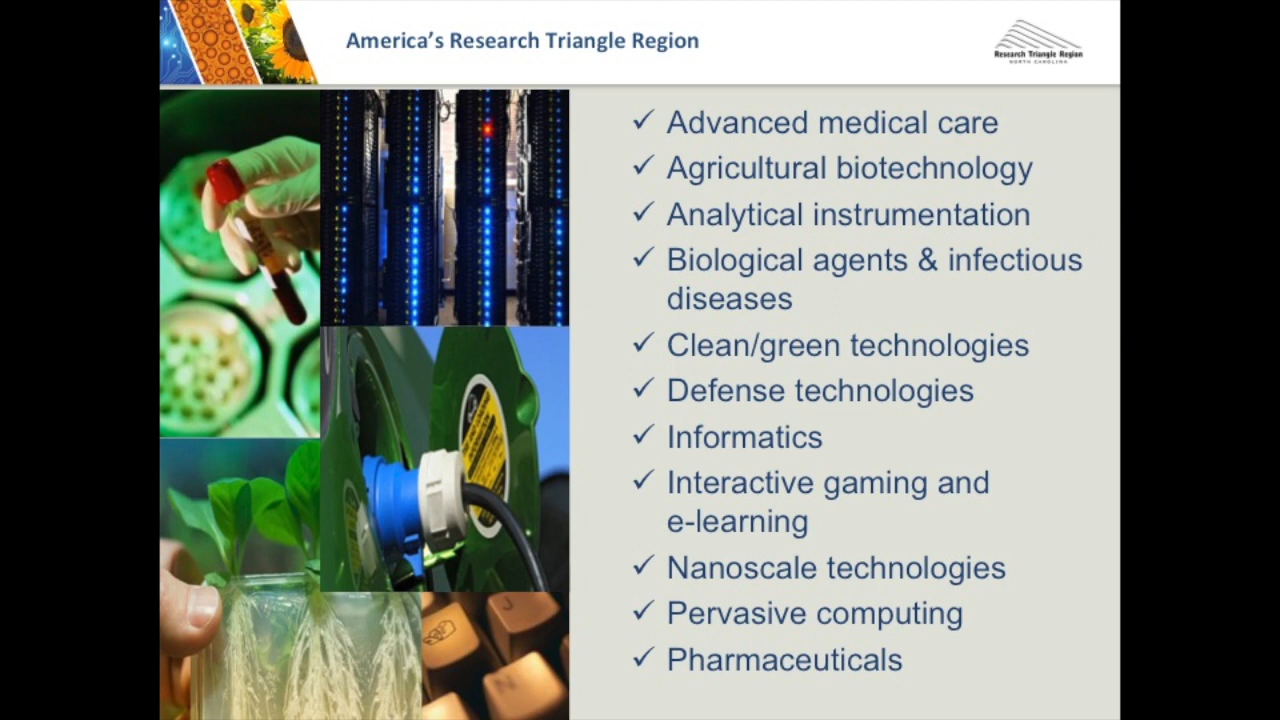 America's Research Triangle Region
Research Triangle Region
NORTH CAROLINA
Advanced medical care
Agricultural biotechnology
Analytical instrumentation
Biological agents & infectious
diseases
Clean/green technologies
Defense technologies
Informatics
Interactive gaming and
e-learning
Nanoscale technologies
Pervasive computing
Pharmaceuticals